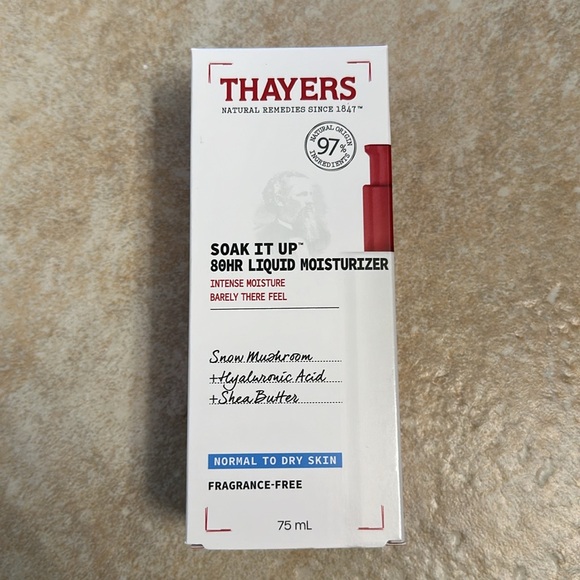 THAYERS
NATURAL REMEDIES SINCE 1847™
NATURAL ORIGIN
97%
INGREDIENTS
SOAK IT UP™
80HR LIQUID MOISTURIZER
INTENSE MOISTURE
BARELY THERE FEEL
Snow Mushroom
+Hyaluronic Acid
+Shea Butter
NORMAL TO DRY SKIN
FRAGRANCE-FREE
75 mL